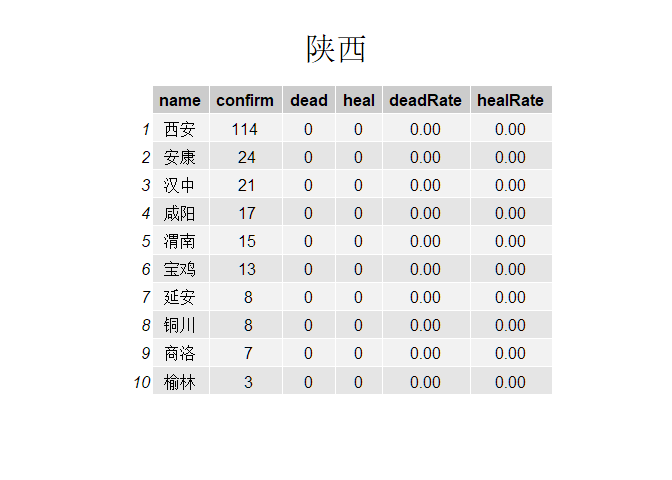 陕西
name confirm dead heal deadRate healRate
1 西安 114 0 0 0.00 0.00
2 安康 24 0 0 0.00 0.00
3 汉中 21 0 0 0.00 0.00
4 咸阳 17 0 0 0.00 0.00
5 渭南 15 0 0 0.00 0.00
6 宝鸡 13 0 0 0.00 0.00
7 延安 8 0 0 0.00 0.00
8 铜川 8 0 0 0.00 0.00
9 商洛 7 0 0 0.00 0.00
10 榆林 3 0 0 0.00 0.00